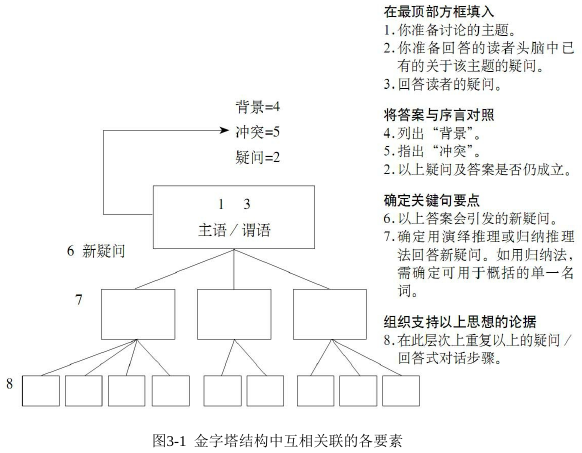 在最顶部方框填入
1.你准备讨论的主题。
2.你准备回答的读者头脑中已
有的关于该主题的疑问。
3.回答读者的疑问。
将答案与序言对照
4.列出“背景”。
5.指出“冲突”。
2.以上疑问及答案是否仍成立。
确定关键句要点
6.以上答案会引发的新疑问。
7.确定用演绎推理或归纳推理
法回答新疑问。如用归纳法，
需确定可用于概括的单一名
词。
组织支持以上思想的论据
8.在此层次上重复以上的疑问／
回答式对话步骤。
背景=4
冲突=5
疑问=2
1 3
主语／谓语
6 新疑问
7
8
图3-1 金字塔结构中互相关联的各要素